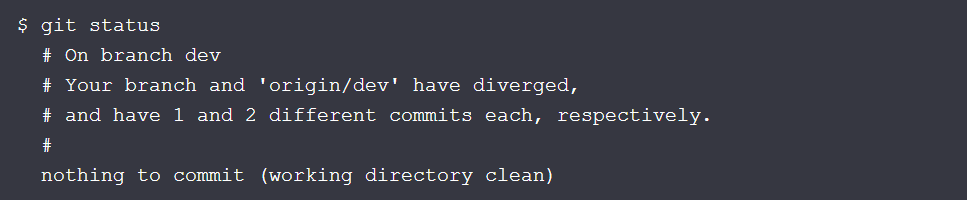 $ git status
# On branch dev
# Your branch and 'origin/dev' have diverged,
# and have 1 and 2 different commits each, respectively.
#
nothing to commit (working directory clean)